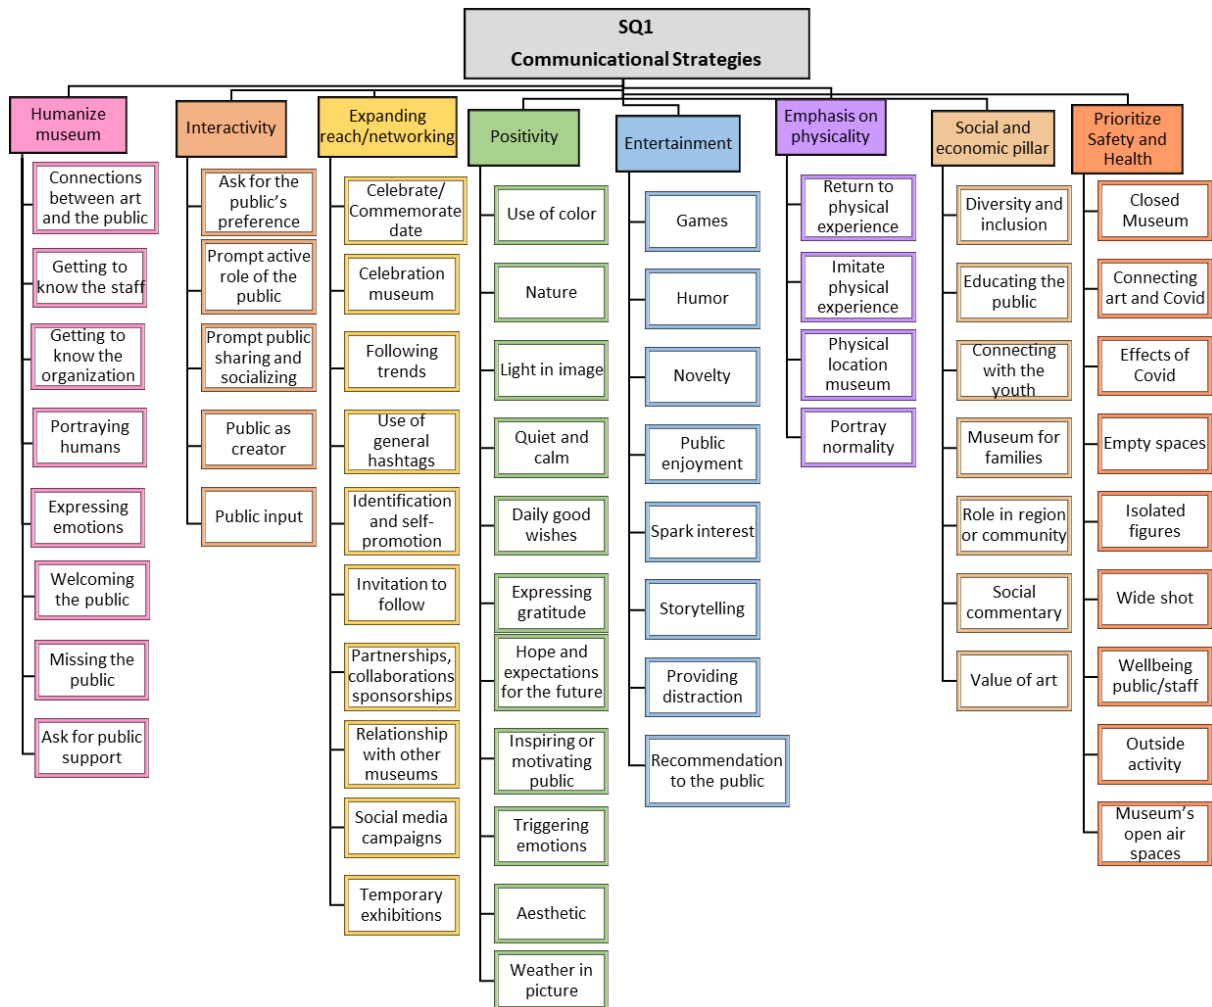 SQ1
Communicational Strategies
Humanize
museum
Connections
between art
and the public
Getting to
know the staff
Getting to
know the
organization
Portraying
humans
Expressing
emotions
Welcoming
the public
Missing the
public
Ask for public
support
Interactivity
Ask for the
public's
preference
Prompt active
role of the
public
Prompt public
sharing and
socializing
Public as
creator
Public input
Expanding
reach/networking
Celebrate/
Commemorate
date
Celebration
museum
Following
trends
Use of
general
hashtags
Identification
and self-
promotion
Invitation to
follow
Partnerships,
collaborations
sponsorships
Relationship
with other
museums
Social media
campaigns
Temporary
exhibitions
Positivity
Use of color
Nature
Light in image
Quiet and
calm
Daily good
wishes
Expressing
gratitude
Hope and
expectations
for the future
Inspiring or
motivating
public
Triggering
emotions
Aesthetic
Weather in
picture
Entertainment
Games
Humor
Novelty
Public
enjoyment
Spark interest
Storytelling
Providing
distraction
Recommendation
to the public
Emphasis on
physicality
Return to
physical
experience
Imitate
physical
experience
Physical
location
museum
Portray
normality
Social and
economic pillar
Diversity and
inclusion
Educating the
public
Connecting
with the
youth
Museum for
families
Role in region
or community
Social
commentary
Value of art
Prioritize
Safety and
Health
Closed
Museum
Connecting
art and Covid
Effects of
Covid
Empty spaces
Isolated
figures
Wide shot
Wellbeing
public/staff
Outside
activity
Museum's
open air
spaces